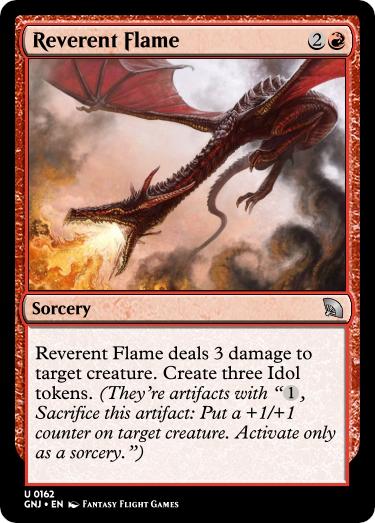 Reverent Flame 2
Sorcery
Reverent Flame deals 3 damage to
target creature. Create three Idol
tokens. (They're artifacts with “1,
Sacrifice this artifact: Put a +1/+1
counter on target creature. Activate only
as a sorcery.”)
U 0162
GNJ • EN Fantasy Flight Games